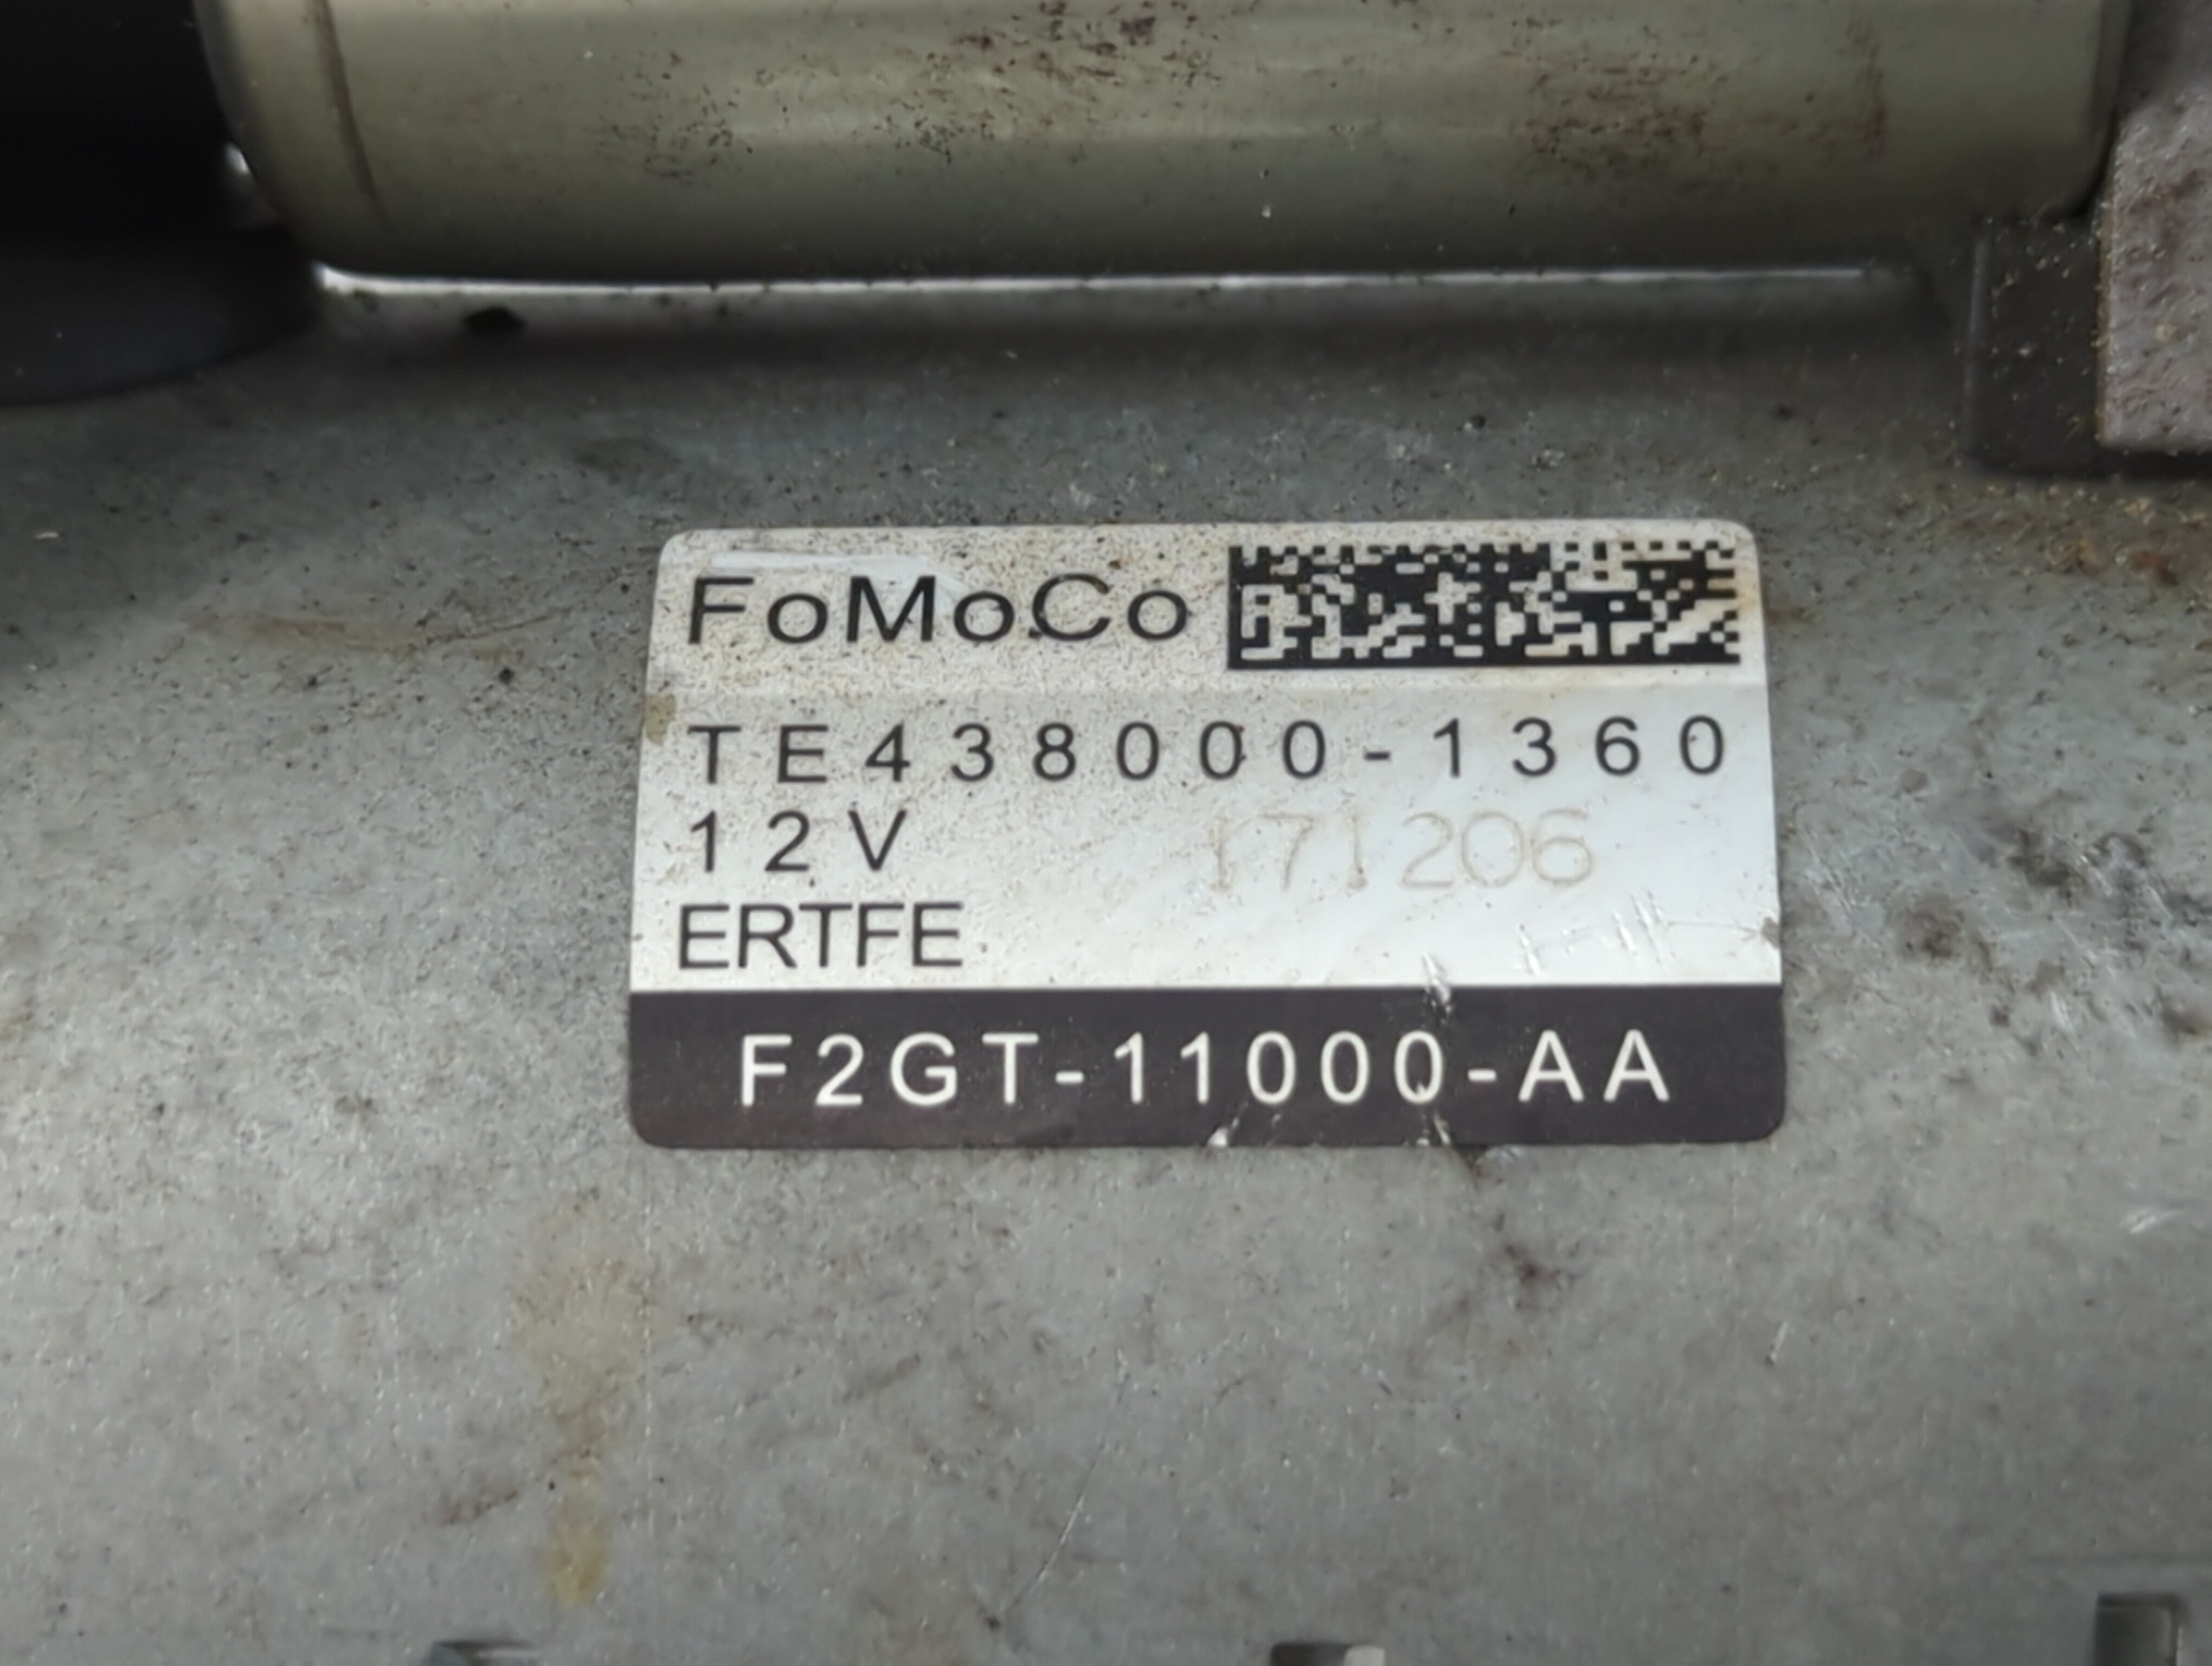 FoMoCo
TE438000-1360
12V 171206
ERTFE
F2GT-11000-AA